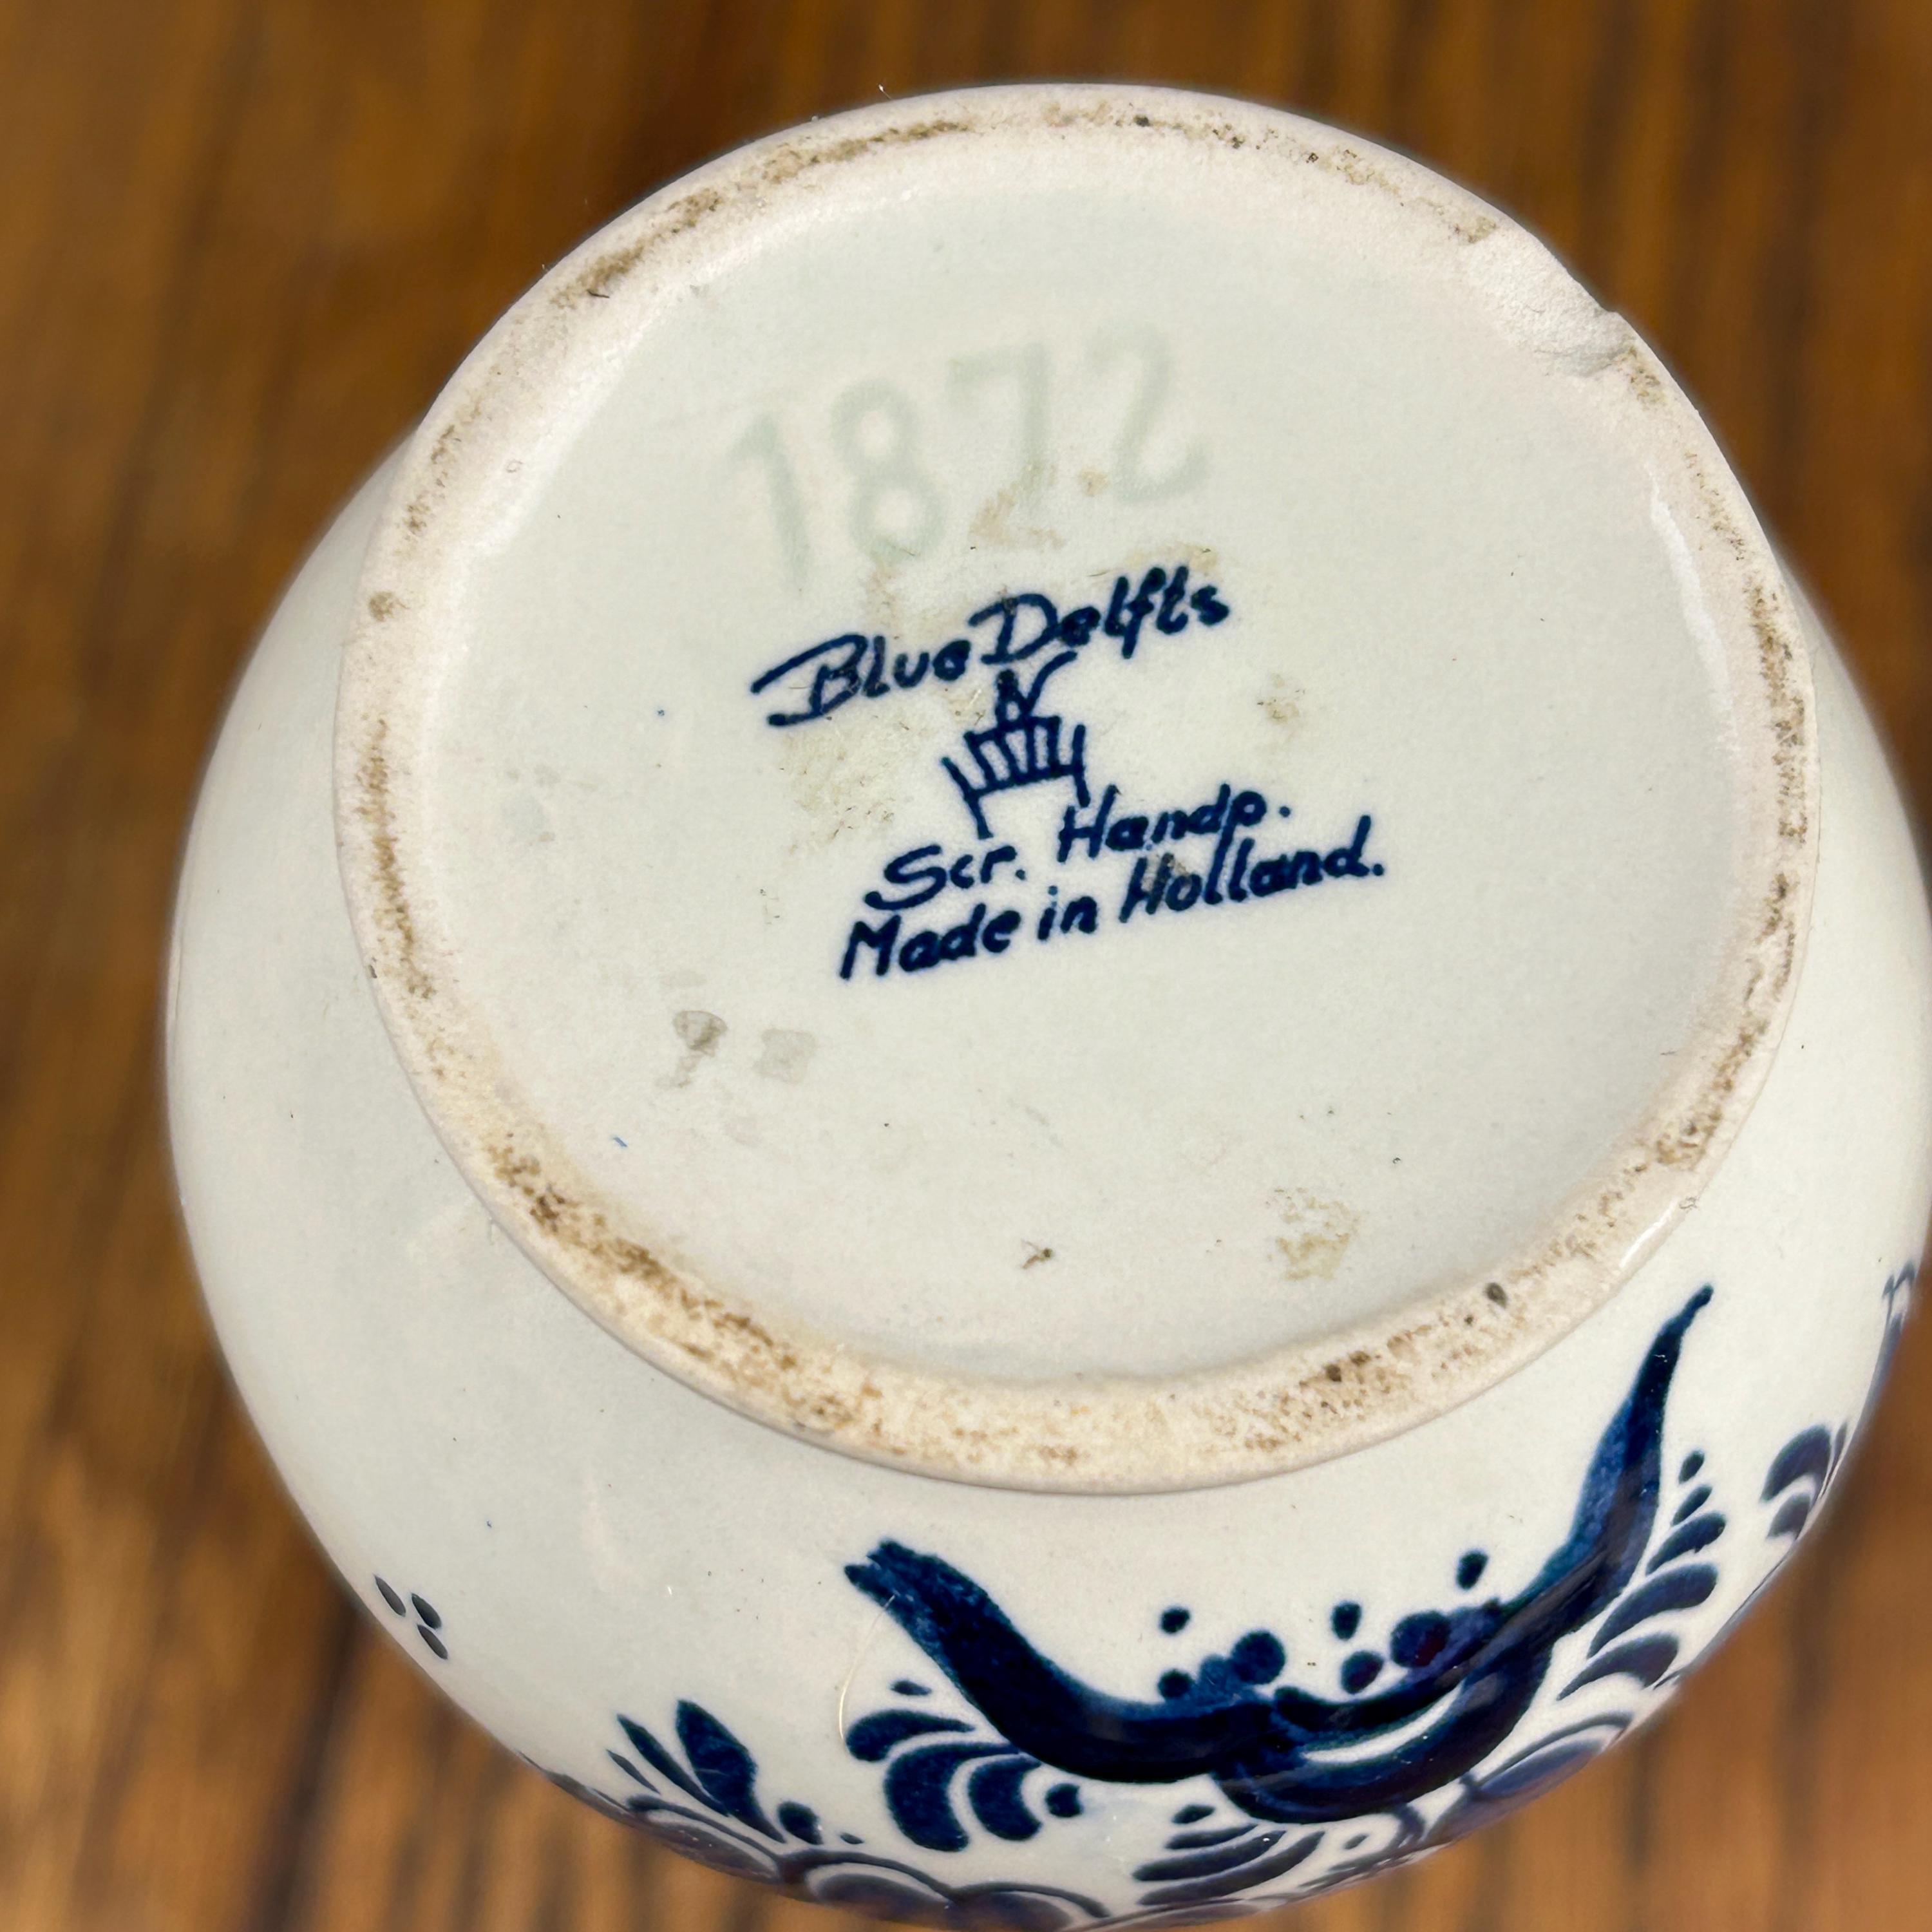 1872
Blue Delfts
Scr. Handp.
Made in Holland.